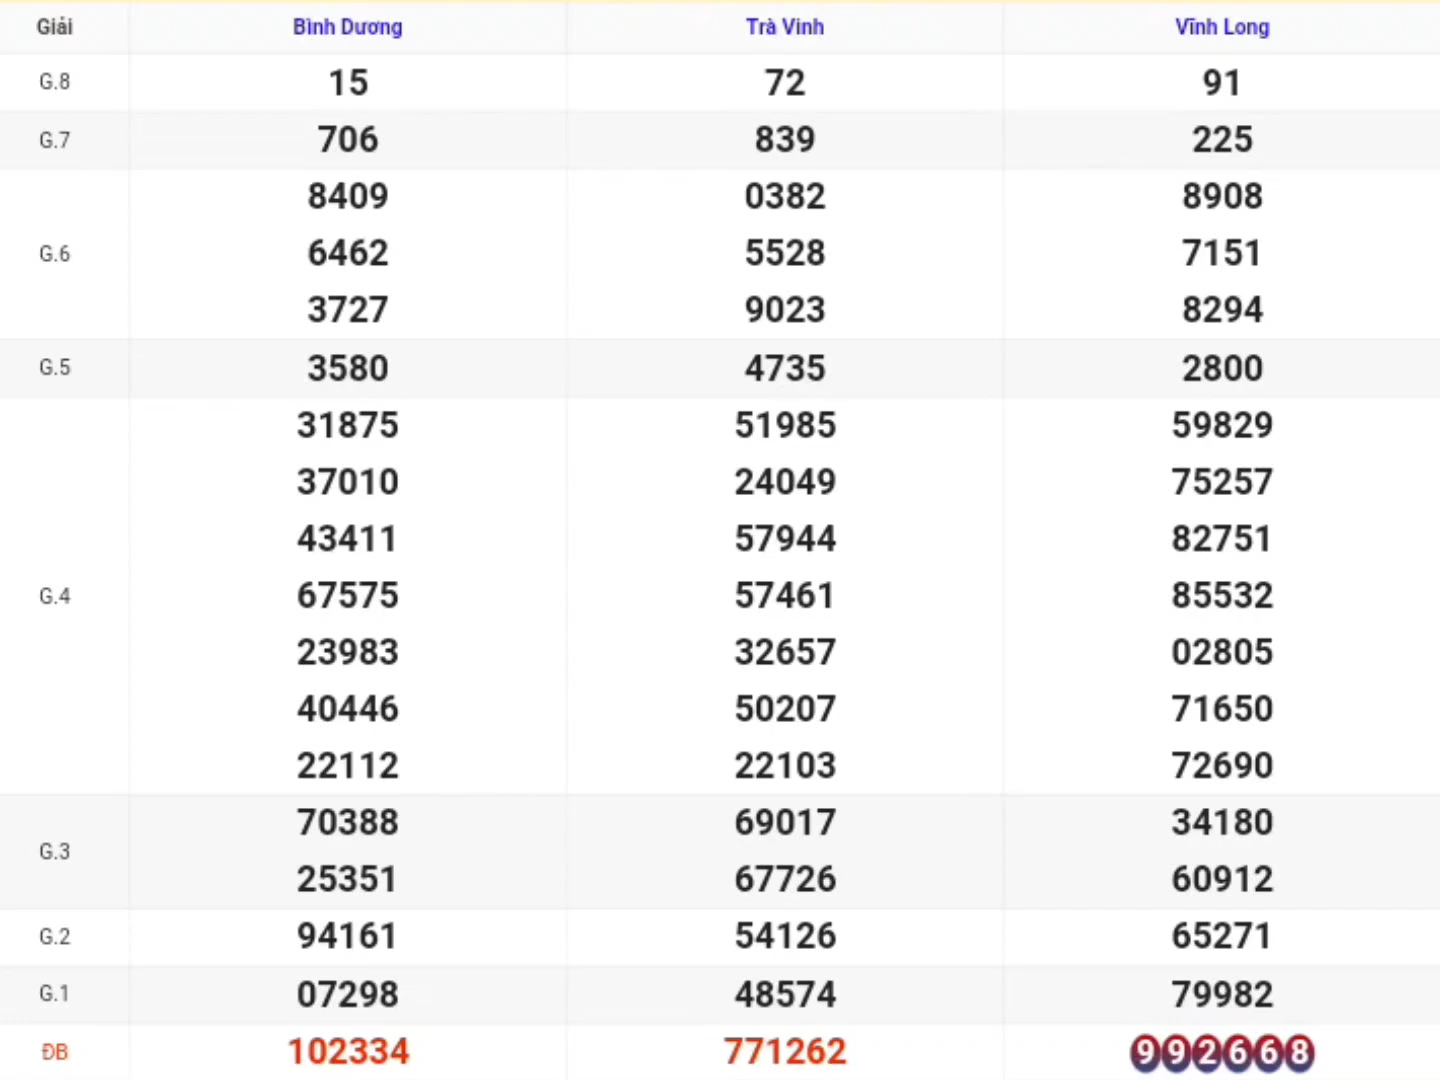 Giải Bình Dương Trà Vinh Vĩnh Long
G.8 15 72 91
G.7 706 839 225
8409 0382 8908
G.6 6462 5528 7151
3727 9023 8294
G.5 3580 4735 2800
31875 51985 59829
37010 24049 75257
43411 57944 82751
G.4 67575 57461 85532
23983 32657 02805
40446 50207 71650
22112 22103 72690
70388 69017 34180
G.3
25351 67726 60912
G.2 94161 54126 65271
G.1 07298 48574 79982
ĐB 102334 771262 992668